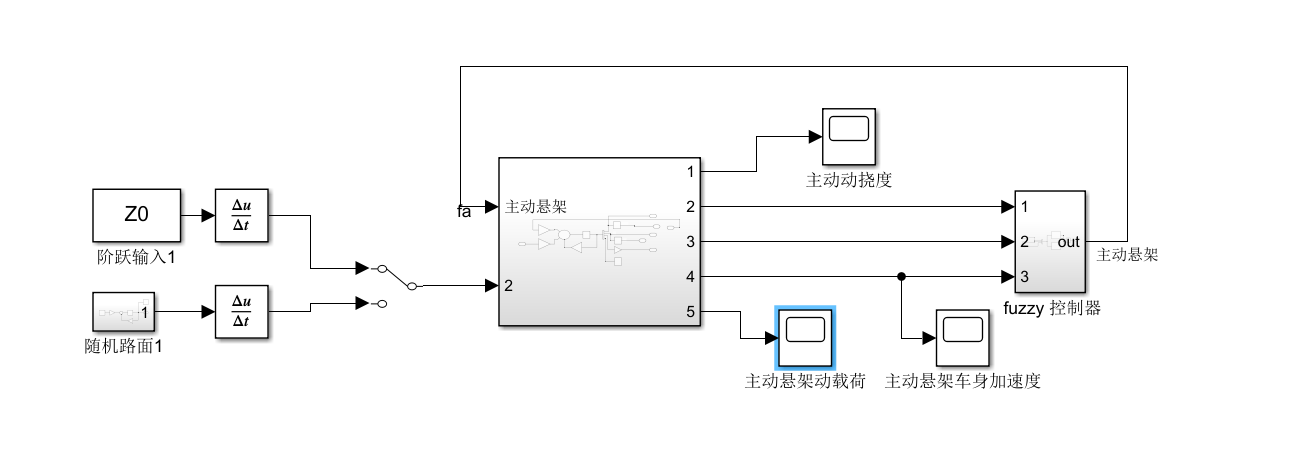 主动动挠度
fa
主动悬架
1
2
3
4
5
2
Z0
阶跃输入1
Δu
Δt
1
随机路面1
Δu
Δt
1
2
3
out
主动悬架
fuzzy 控制器
主动悬架动载荷
主动悬架车身加速度